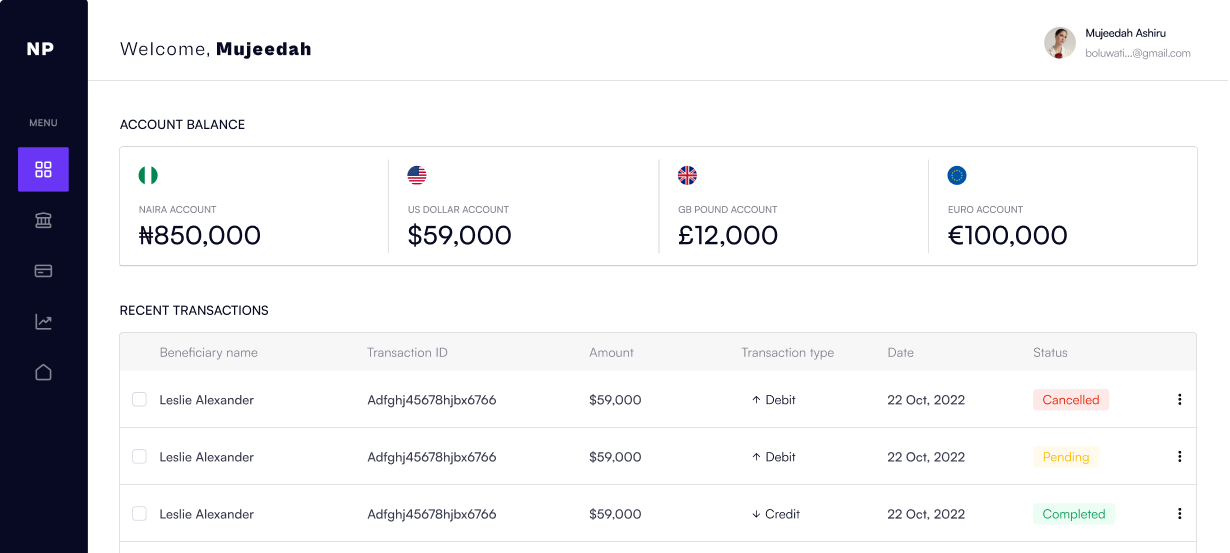 NP
Welcome, Mujeedah
Mujeedah Ashiru
boluwati...@gmail.com
MENU
ACCOUNT BALANCE
NAIRA ACCOUNT
₦850,000
US DOLLAR ACCOUNT
$59,000
GB POUND ACCOUNT
£12,000
EURO ACCOUNT
€100,000
RECENT TRANSACTIONS
Beneficiary name Transaction ID Amount Transaction type Date Status
Leslie Alexander Adfghj45678hjbx6766 $59,000 ↑ Debit 22 Oct, 2022 Cancelled
Leslie Alexander Adfghj45678hjbx6766 $59,000 ↑ Debit 22 Oct, 2022 Pending
Leslie Alexander Adfghj45678hjbx6766 $59,000 ↓ Credit 22 Oct, 2022 Completed